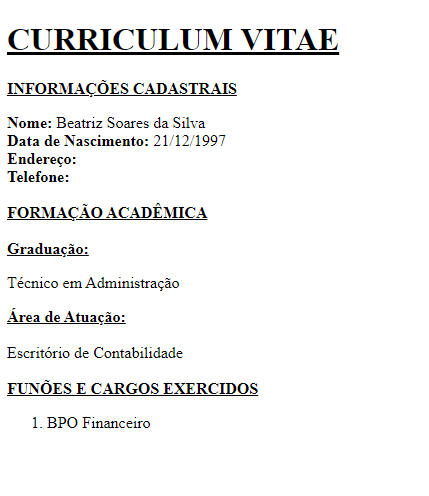 CURRICULUM VITAE
INFORMAÇÕES CADASTRAIS
Nome: Beatriz Soares da Silva
Data de Nascimento: 21/12/1997
Endereço:
Telefone:
FORMAÇÃO ACADÊMICA
Graduação:
Técnico em Administração
Área de Atuação:
Escritório de Contabilidade
FUNÕES E CARGOS EXERCIDOS
1. BPO Financeiro